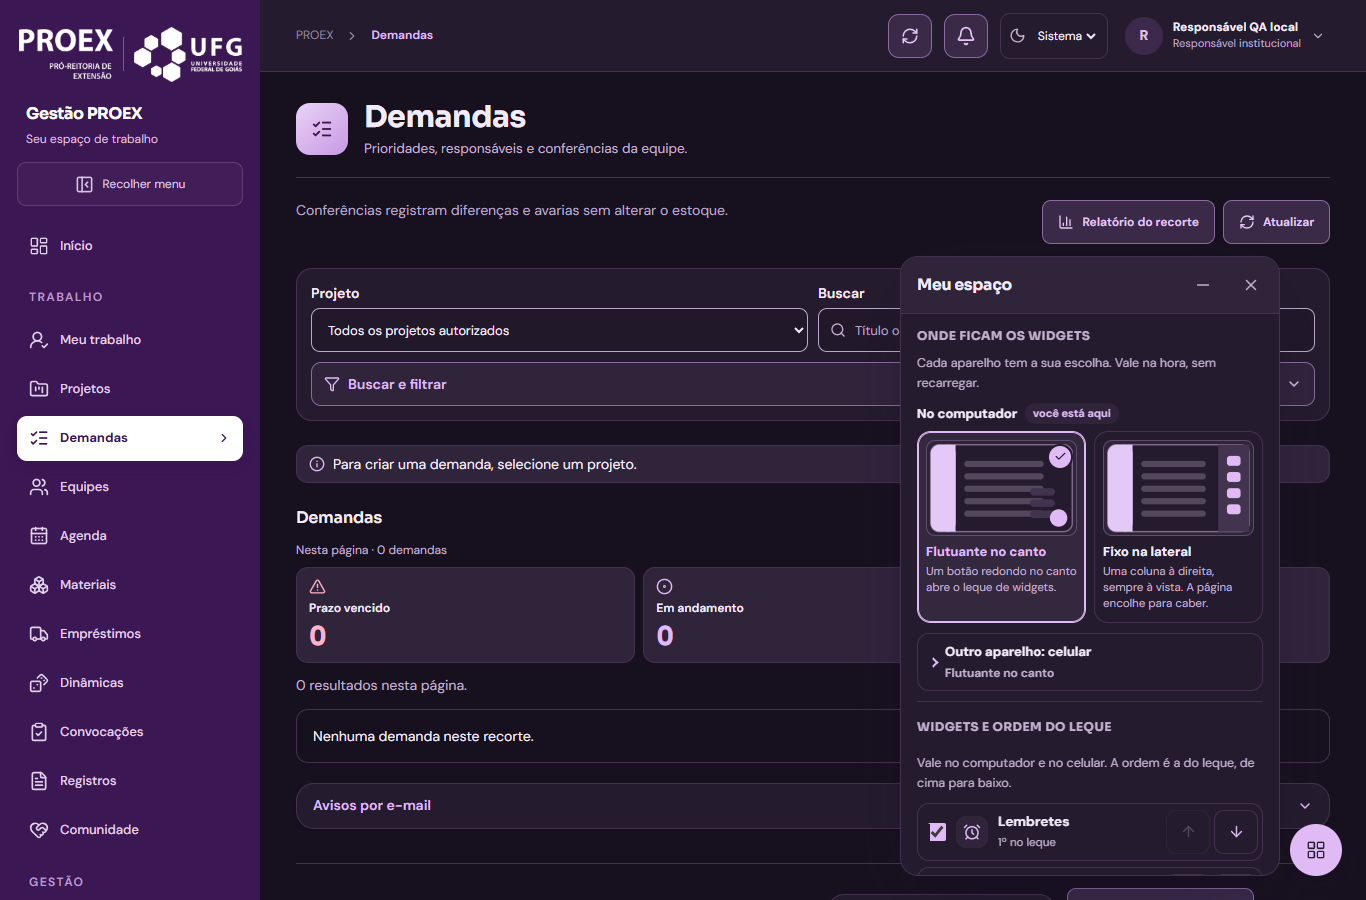 PROEX
PRÓ-REITORIA DE
EXTENSÃO
UFG
UNIVERSIDADE
FEDERAL DE GOIÁS
Gestão PROEX
Seu espaço de trabalho
Recolher menu
Início
TRABALHO
Meu trabalho
Projetos
Demandas
Equipes
Agenda
Materiais
Empréstimos
Dinâmicas
Convocações
Registros
Comunidade
GESTÃO
PROEX
Demandas
Sistema
R
Responsável QA local
Responsável institucional
Demandas
Prioridades, responsáveis e conferências da equipe.
Conferências registram diferenças e avarias sem alterar o estoque.
Relatório do recorte
Atualizar
Projeto
Todos os projetos autorizados
Buscar
Título o
Buscar e filtrar
Para criar uma demanda, selecione um projeto.
Demandas
Nesta página · 0 demandas
Prazo vencido
0
Em andamento
0
0 resultados nesta página.
Nenhuma demanda neste recorte.
Avisos por e-mail
Meu espaço
ONDE FICAM OS WIDGETS
Cada aparelho tem a sua escolha. Vale na hora, sem
recarregar.
No computador
você está aqui
Flutuante no canto
Um botão redondo no canto
abre o leque de widgets.
Fixo na lateral
Uma coluna à direita,
sempre à vista. A página
encolhe para caber.
Outro aparelho: celular
Flutuante no canto
WIDGETS E ORDEM DO LEQUE
Vale no computador e no celular. A ordem é a do leque, de
cima para baixo.
Lembretes
1º no leque